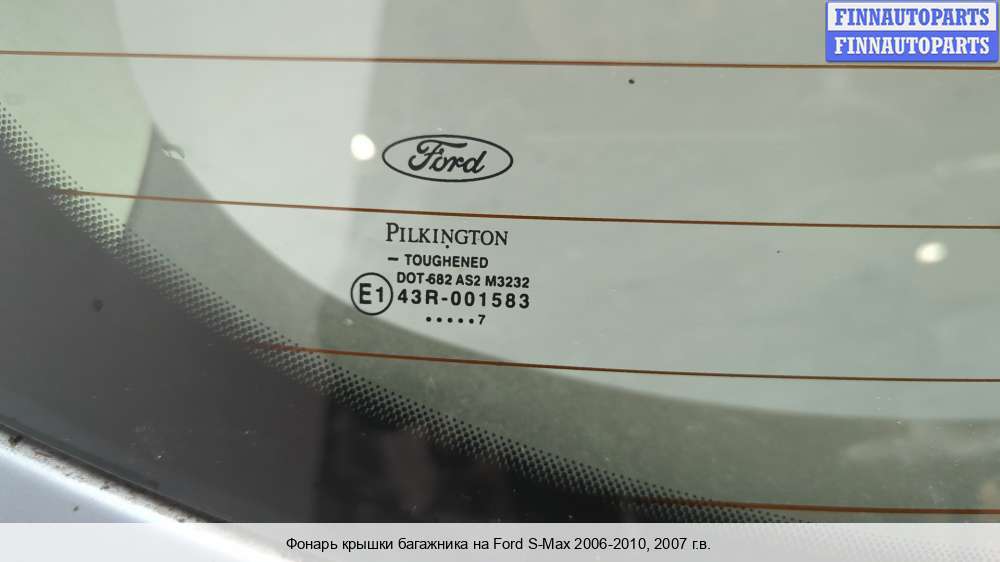 FINNAUTOPARTS
FINNAUTOPARTS
Ford
PILKINGTON
– TOUGHENED
DOT-682 AS2 M3232
E1 43R-001583
.....7
Фонарь крышки багажника на Ford S-Max 2006-2010, 2007 г.в.